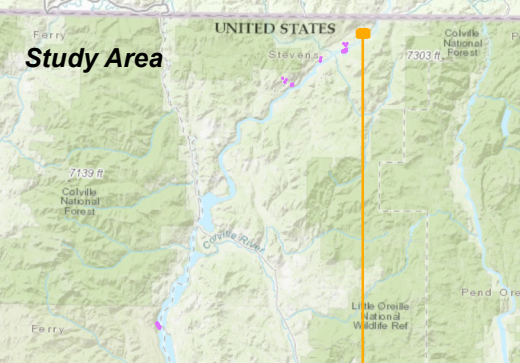 UNITED STATES
Ferry
Study Area
Stevens
7303 ft
Colville
National
Forest
7139 ft
Colville
National
Forest
Colville River
Pend Ore
Little Oreille
National
Wildlife Ref
Ferry